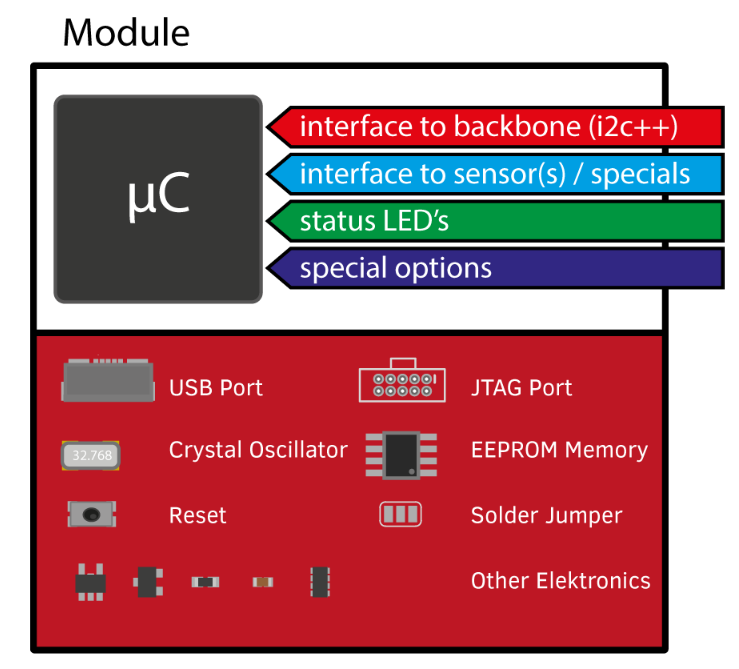 Module
µC
interface to backbone (i2c++)
interface to sensor(s) / specials
status LED's
special options
USB Port
JTAG Port
32.768
Crystal Oscillator
EEPROM Memory
Reset
Solder Jumper
Other Elektronics